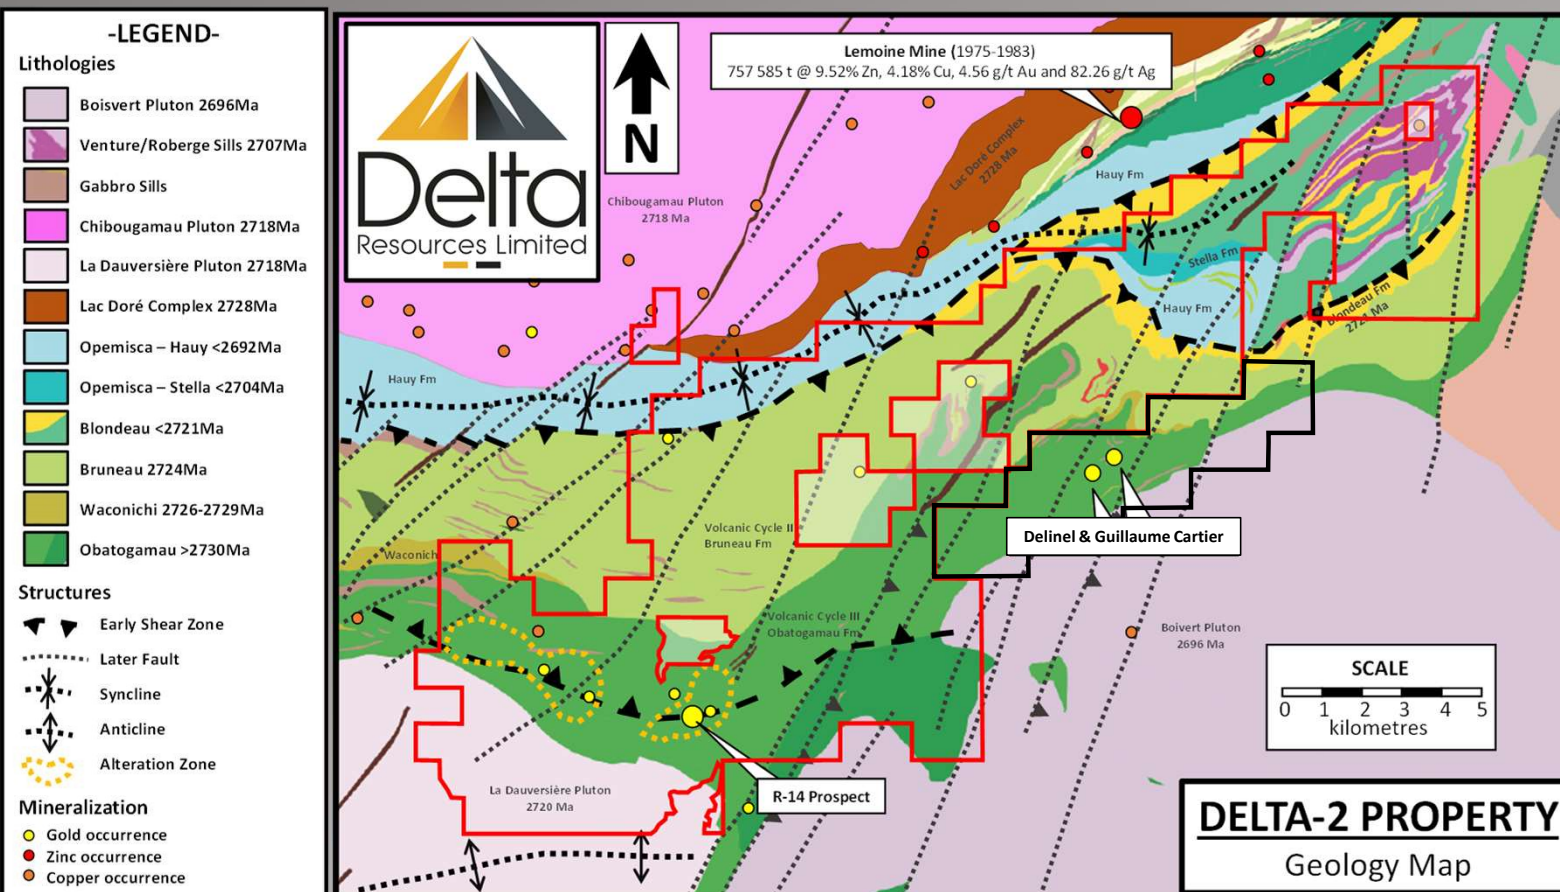 -LEGEND-
Lithologies
Boisvert Pluton 2696Ma
Venture/Roberge Sills 2707Ma
Gabbro Sills
Chibougamau Pluton 2718Ma
La Dauversière Pluton 2718Ma
Lac Doré Complex 2728Ma
Opemisca – Hauy <2692Ma
Opemisca – Stella <2704Ma
Blondeau <2721Ma
Bruneau 2724Ma
Waconichi 2726-2729Ma
Obatogamau >2730Ma
Structures
Early Shear Zone
Later Fault
Syncline
Anticline
Alteration Zone
Mineralization
Gold occurrence
Zinc occurrence
Copper occurrence
Delta
Resources Limited
N
Lemoine Mine (1975-1983)
757 585 t @ 9.52% Zn, 4.18% Cu, 4.56 g/t Au and 82.26 g/t Ag
Chibougamau Pluton
2718 Ma
Lac Doré Complex
2728 Ma
Hauy Fm
Stella Fm
Hauy Fm
Blondeau Fm
2721 Ma
Hauy Fm
Volcanic Cycle II
Bruneau Fm
Waconich
Delinel & Guillaume Cartier
Volcanic Cycle III
Obatogamau Fm
Boivert Pluton
2696 Ma
La Dauversière Pluton
2720 Ma
R-14 Prospect
SCALE
0 1 2 3 4 5
kilometres
DELTA-2 PROPERTY
Geology Map